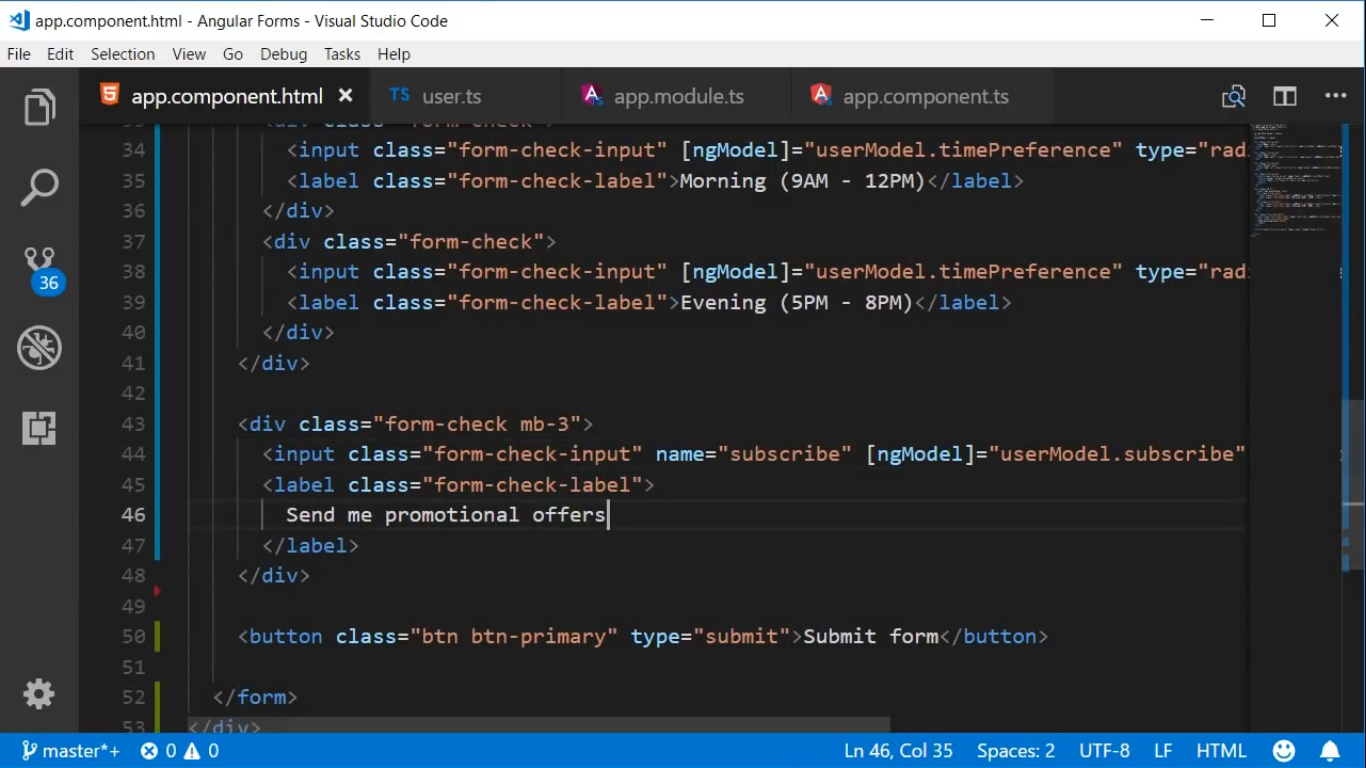 app.component.html - Angular Forms - Visual Studio Code
File Edit Selection View Go Debug Tasks Help
app.component.html TS user.ts app.module.ts app.component.ts
34 <input class="form-check-input" [ngModel]="userModel.timePreference" type="rad
35 <label class="form-check-label">Morning (9AM - 12PM)</label>
36 </div>
37 <div class="form-check">
38 <input class="form-check-input" [ngModel]="userModel.timePreference" type="rad
39 <label class="form-check-label">Evening (5PM - 8PM)</label>
40 </div>
41 </div>
42
43 <div class="form-check mb-3">
44 <input class="form-check-input" name="subscribe" [ngModel]="userModel.subscribe"
45 <label class="form-check-label">
46 Send me promotional offers
47 </label>
48 </div>
49
50 <button class="btn btn-primary" type="submit">Submit form</button>
51
52 </form>
53 </div>
36
master*+ 0 0 Ln 46, Col 35 Spaces: 2 UTF-8 LF HTML